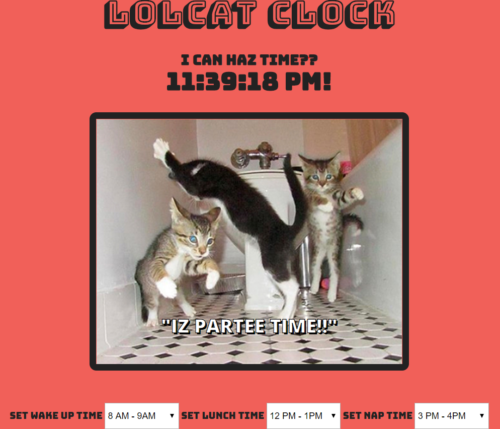 LOLCAT CLOCK
I CAN HAZ TIME??
11:39:18 PM!
"IZ PARTEE TIME!!"
SET WAKE UP TIME 8 AM - 9AM SET LUNCH TIME 12 PM - 1PM SET NAP TIME 3 PM - 4PM